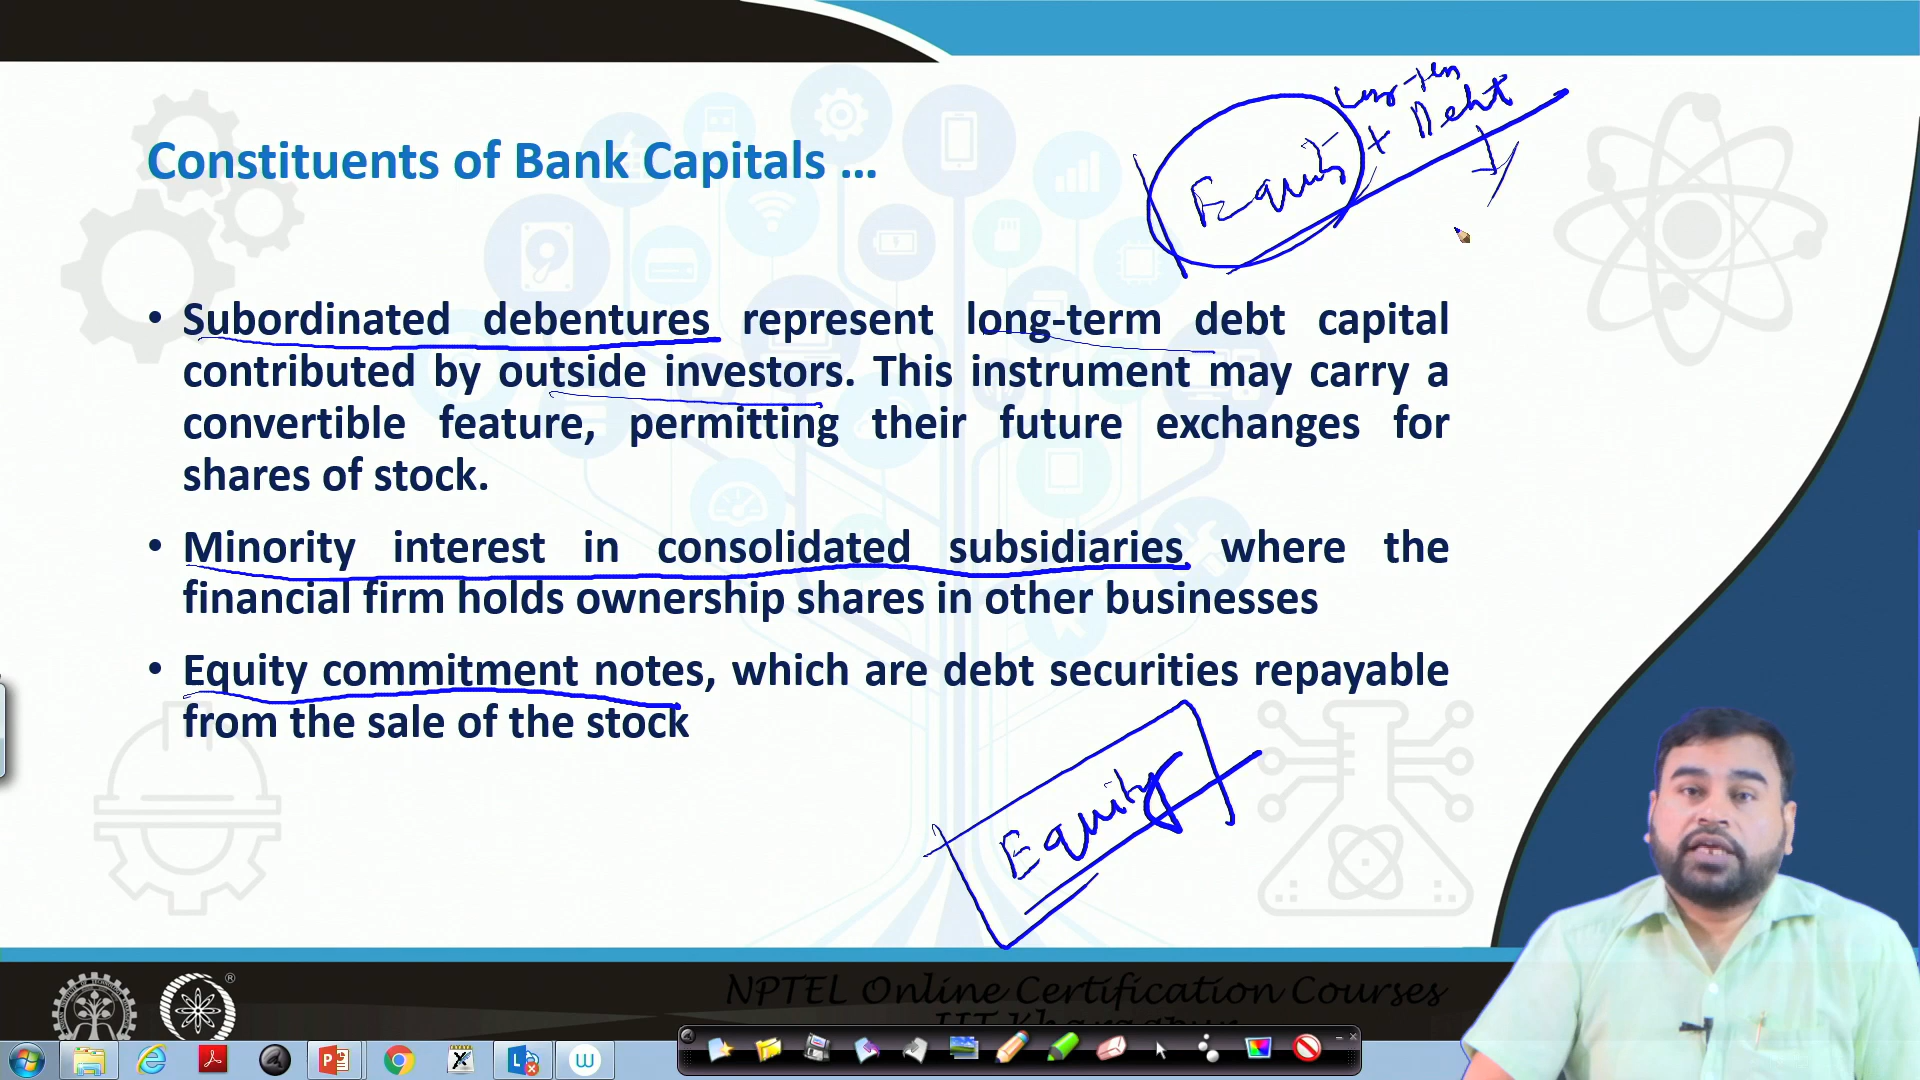 Constituents of Bank Capitals ...
Equity + Debt
• Subordinated debentures represent long-term debt capital
contributed by outside investors. This instrument may carry a
convertible feature, permitting their future exchanges for
shares of stock.
• Minority interest in consolidated subsidiaries where the
financial firm holds ownership shares in other businesses
• Equity commitment notes, which are debt securities repayable
from the sale of the stock
Equity
NPTEL Online Certification Courses
IIT Kharagpur